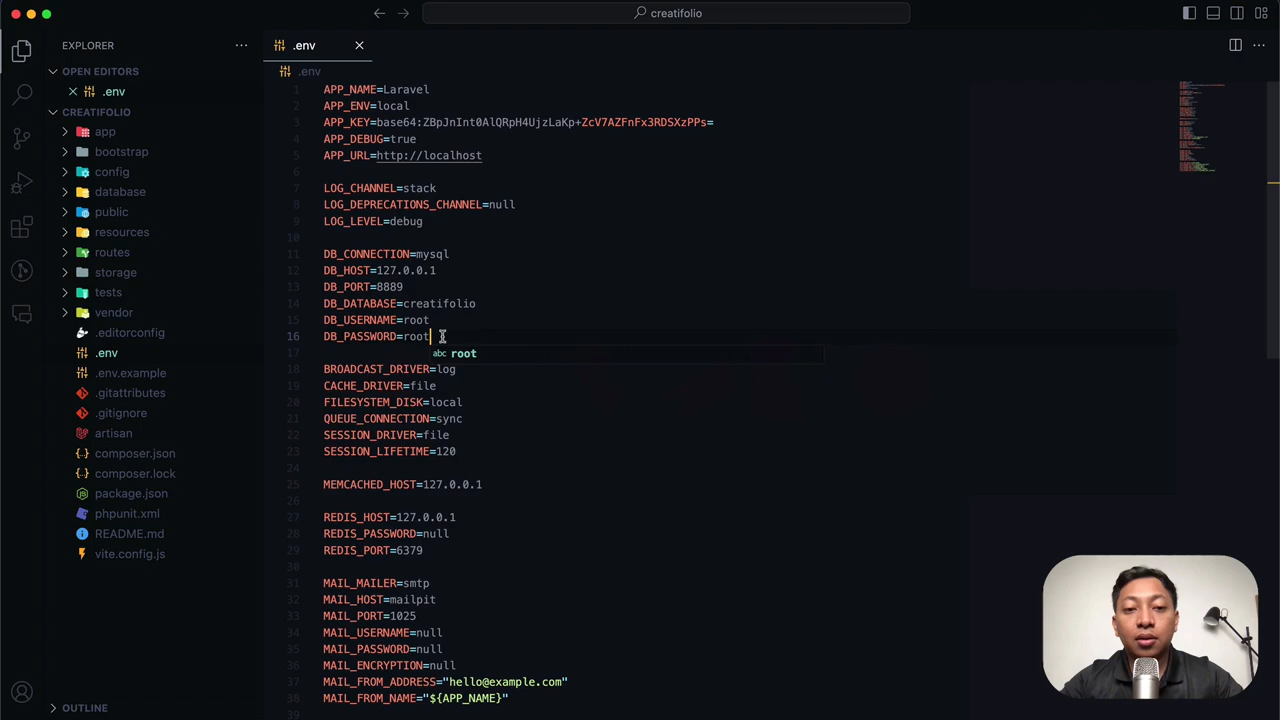 creatifolio
EXPLORER
OPEN EDITORS
.env
CREATIFOLIO
app
bootstrap
config
database
public
resources
routes
storage
tests
vendor
.editorconfig
.env
.env.example
.gitattributes
.gitignore
artisan
composer.json
composer.lock
package.json
phpunit.xml
README.md
vite.config.js
OUTLINE
.env
.env
1 APP_NAME=Laravel
2 APP_ENV=local
3 APP_KEY=base64:ZBpJnInt0AlQRpH4UjzLaKp+ZcV7AZFnFx3RDSXzPPs=
4 APP_DEBUG=true
5 APP_URL=http://localhost
6
7 LOG_CHANNEL=stack
8 LOG_DEPRECATIONS_CHANNEL=null
9 LOG_LEVEL=debug
10
11 DB_CONNECTION=mysql
12 DB_HOST=127.0.0.1
13 DB_PORT=8889
14 DB_DATABASE=creatifolio
15 DB_USERNAME=root
16 DB_PASSWORD=root
abc root
17
18 BROADCAST_DRIVER=log
19 CACHE_DRIVER=file
20 FILESYSTEM_DISK=local
21 QUEUE_CONNECTION=sync
22 SESSION_DRIVER=file
23 SESSION_LIFETIME=120
24
25 MEMCACHED_HOST=127.0.0.1
26
27 REDIS_HOST=127.0.0.1
28 REDIS_PASSWORD=null
29 REDIS_PORT=6379
30
31 MAIL_MAILER=smtp
32 MAIL_HOST=mailpit
33 MAIL_PORT=1025
34 MAIL_USERNAME=null
35 MAIL_PASSWORD=null
36 MAIL_ENCRYPTION=null
37 MAIL_FROM_ADDRESS="hello@example.com"
38 MAIL_FROM_NAME="${APP_NAME}"
39